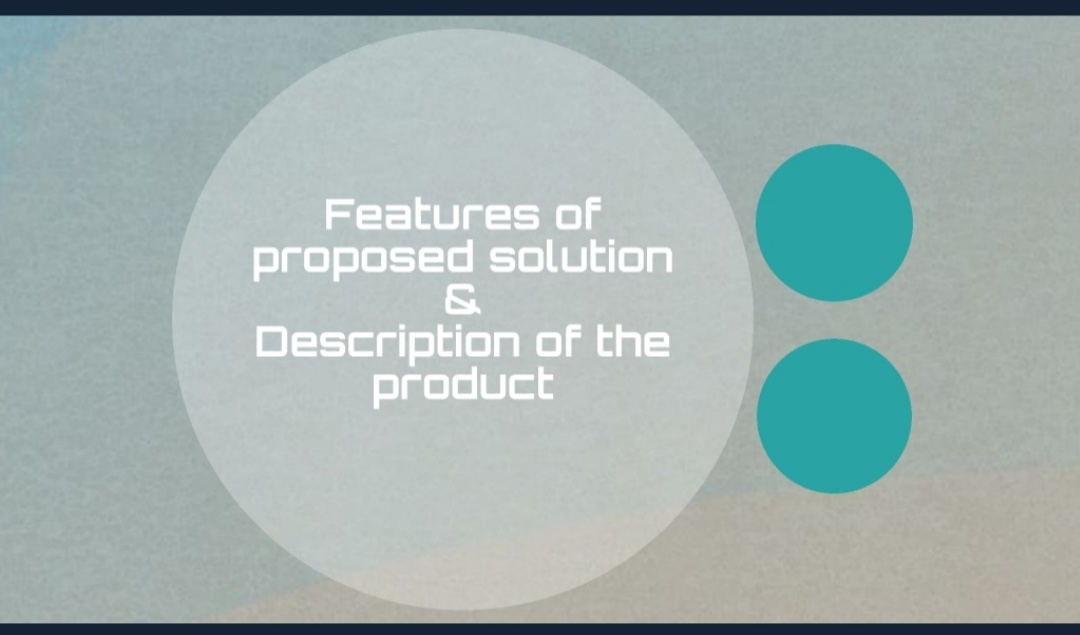 Features of
proposed solution
&
Description of the
product